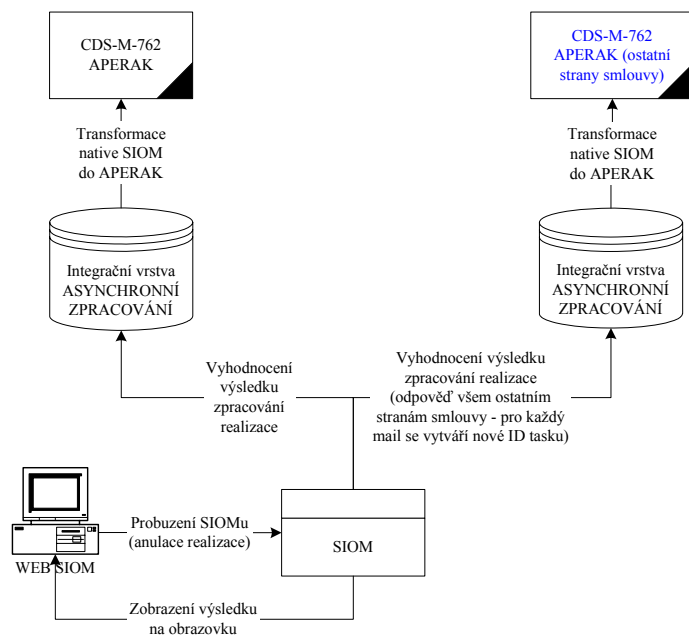 CDS-M-762
APERAK
CDS-M-762
APERAK (ostatní
strany smlouvy)
Transformace
native SIOM
do APERAK
Transformace
native SIOM
do APERAK
Integrační vrstva
ASYNCHRONNÍ
ZPRACOVÁNÍ
Integrační vrstva
ASYNCHRONNÍ
ZPRACOVÁNÍ
Vyhodnocení
výsledku
zpracování
realizace
Vyhodnocení výsledku
zpracování realizace
(odpověď všem ostatním
stranám smlouvy - pro každý
mail se vytváří nové ID tasku)
Probuzení SIOMu
(anulace realizace)
SIOM
WEB SIOM
Zobrazení výsledku
na obrazovku